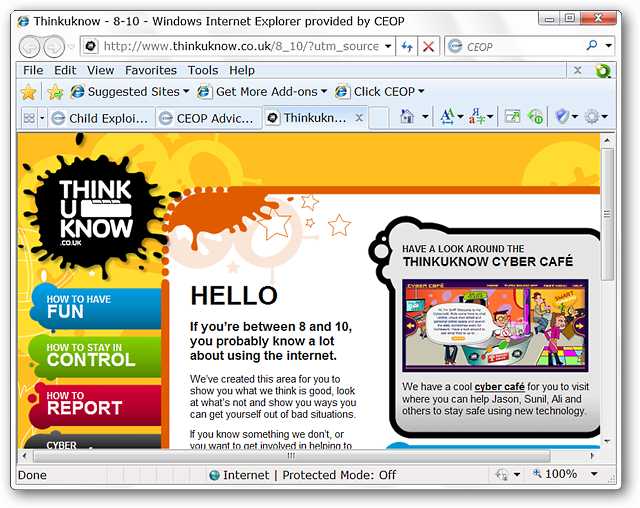 Thinkuknow - 8-10 - Windows Internet Explorer provided by CEOP
http://www.thinkuknow.co.uk/8_10/?utm_source
CEOP
File Edit View Favorites Tools Help
x
Suggested Sites Get More Add-ons Click CEOP
Child Exploi... CEOP Advic... Thinkukn...
THINK
U
KNOW
.CO.UK
HOW TO HAVE
FUN
HOW TO STAY IN
CONTROL
HOW TO
REPORT
CYBER
HELLO
If you're between 8 and 10,
you probably know a lot
about using the internet.
We've created this area for you to
show you what we think is good, look
at what's not and show you ways you
can get yourself out of bad situations.
If you know something we don't, or
you want to get involved in helping to
HAVE A LOOK AROUND THE
THINKUKNOW CYBER CAFÉ
CYBER CAFÉ
SMART
We have a cool cyber café for you to visit
where you can help Jason, Sunil, Ali and
others to stay safe using new technology.
Done
Internet | Protected Mode: Off
100%